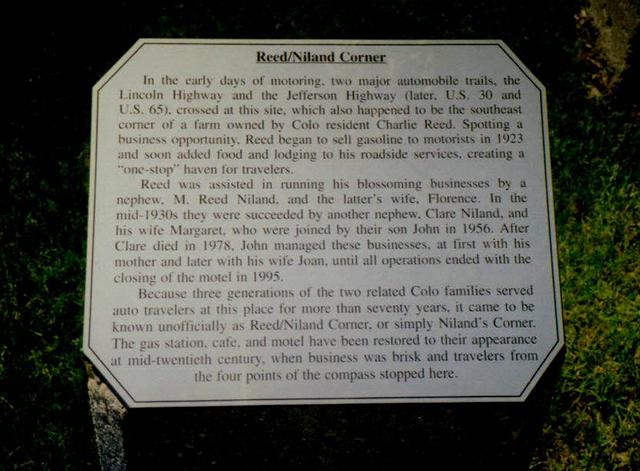 Reed/Niland Corner
In the early days of motoring, two major automobile trails, the
Lincoln Highway and the Jefferson Highway (later, U.S. 30 and
U.S. 65), crossed at this site, which also happened to be the southeast
corner of a farm owned by Colo resident Charlie Reed. Spotting a
business opportunity, Reed began to sell gasoline to motorists in 1923
and soon added food and lodging to his roadside services, creating a
“one-stop” haven for travelers.
Reed was assisted in running his blossoming businesses by a
nephew, M. Reed Niland, and the latter’s wife, Florence. In the
mid-1930s they were succeeded by another nephew, Clare Niland, and
his wife Margaret, who were joined by their son John in 1956. After
Clare died in 1978, John managed these businesses, at first with his
mother and later with his wife Joan, until all operations ended with the
closing of the motel in 1995.
Because three generations of the two related Colo families served
auto travelers at this place for more than seventy years, it came to be
known unofficially as Reed/Niland Corner, or simply Niland’s Corner.
The gas station, cafe, and motel have been restored to their appearance
at mid-twentieth century, when business was brisk and travelers from
the four points of the compass stopped here.